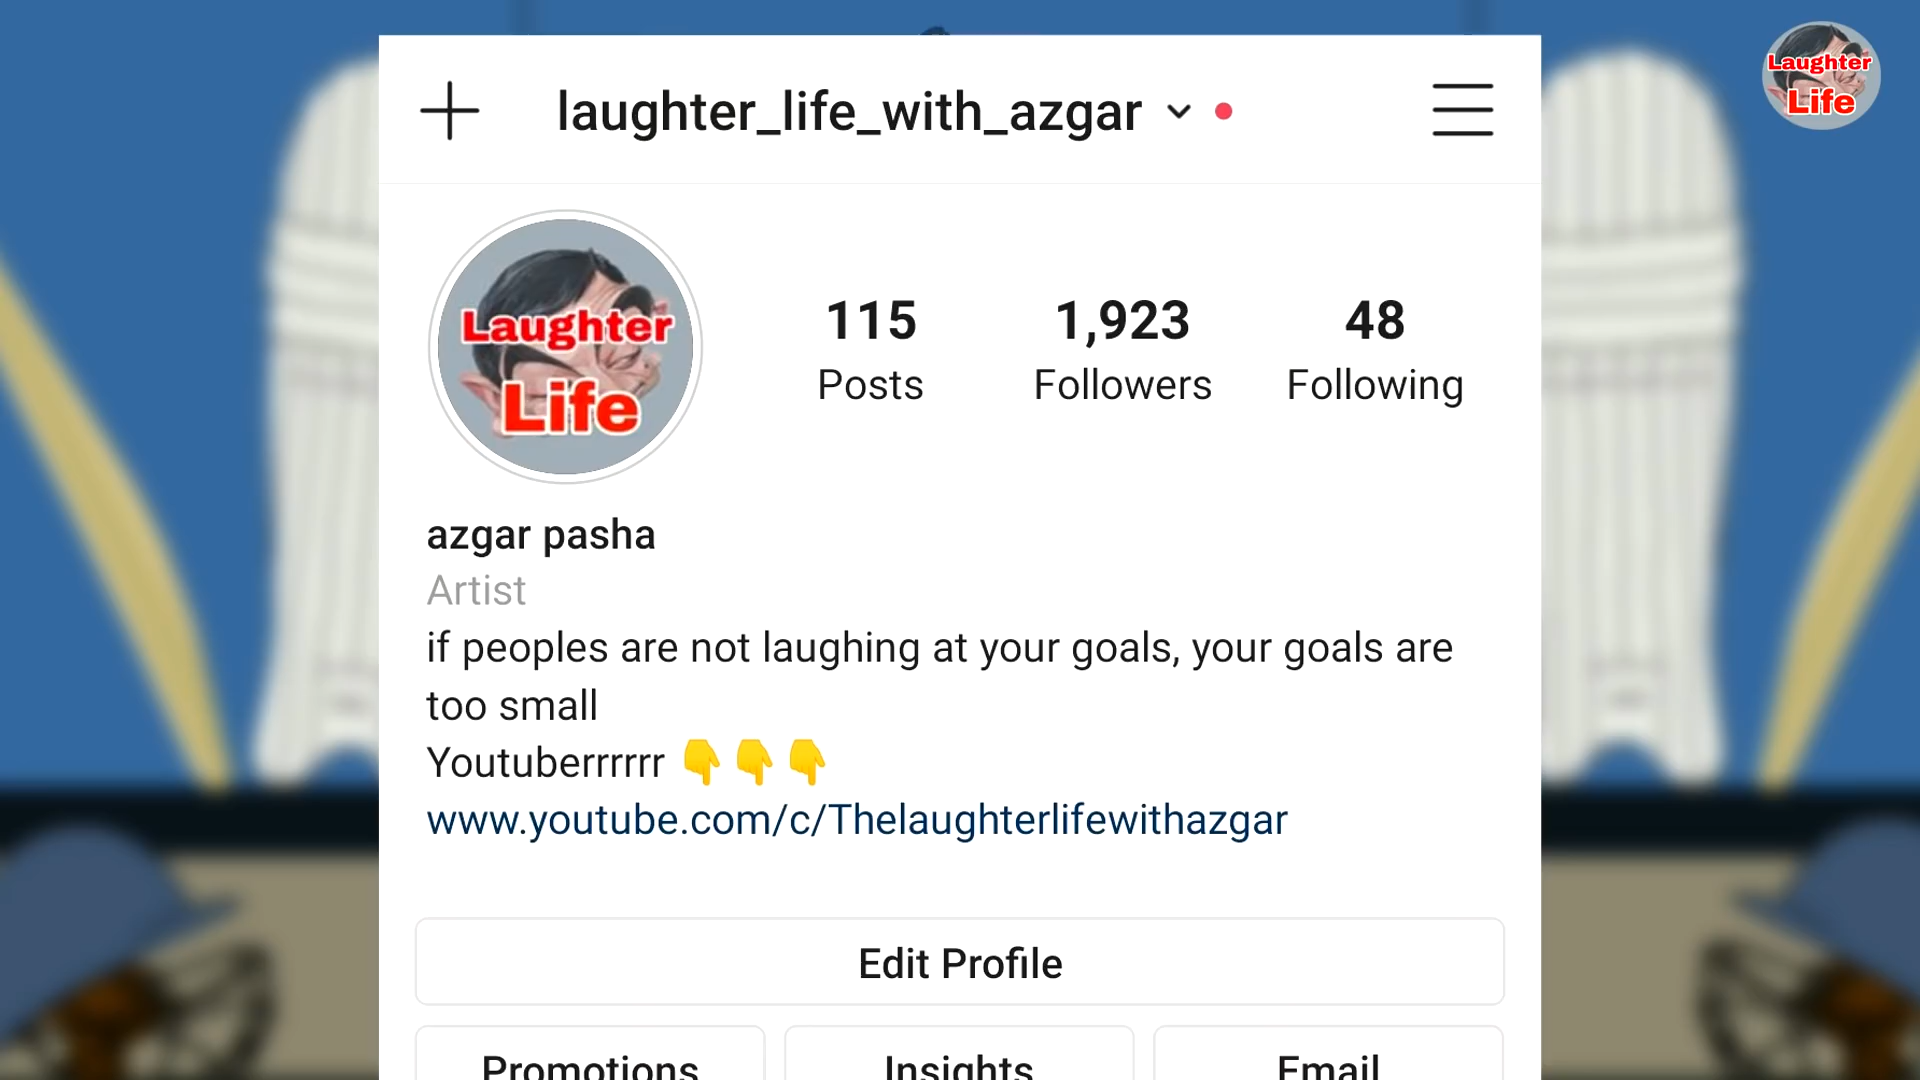 laughter_life_with_azgar
Laughter
Life
Laughter
Life
115
1,923
48
Posts
Followers
Following
azgar pasha
Artist
if peoples are not laughing at your goals, your goals are
too small
Youtuberrrrrr 👇👇👇
www.youtube.com/c/Thelaughterlifewithazgar
Edit Profile
Promotions
Insights
Email